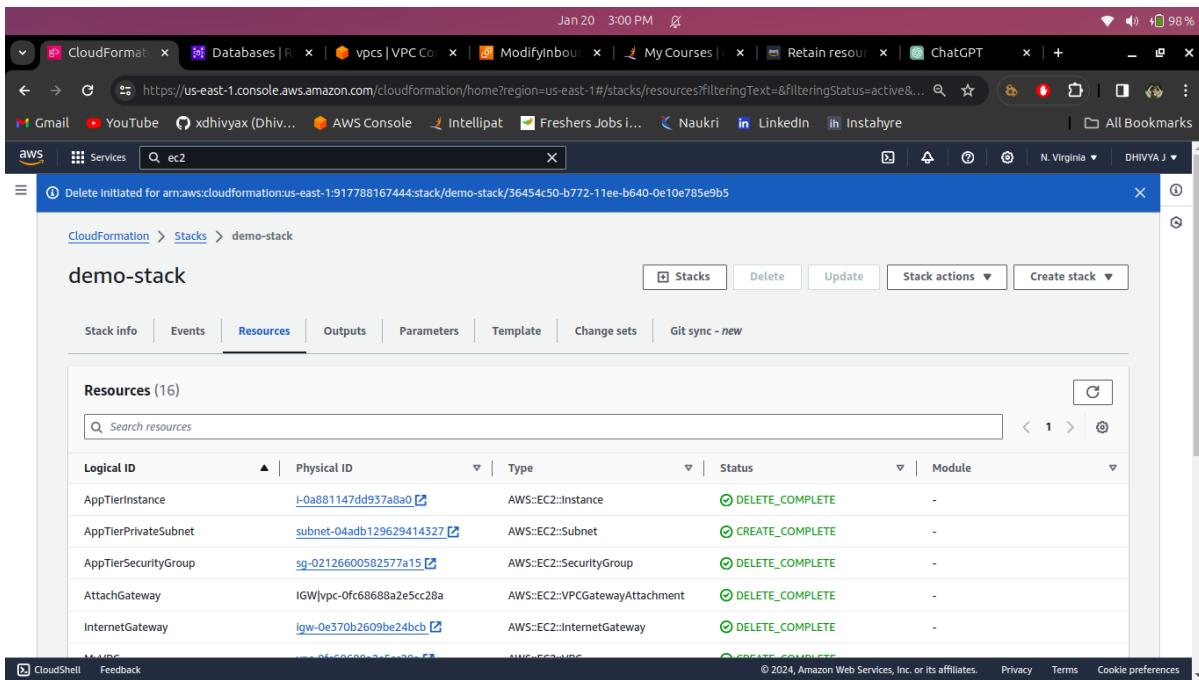 Jan 20 3:00 PM 98%
CloudFormati Databases | R vpcs | VPC Co ModifyInbou My Courses | Retain resour ChatGPT
https://us-east-1.console.aws.amazon.com/cloudformation/home?region=us-east-1#/stacks/resources?filteringText=&filteringStatus=active&...
Gmail YouTube xdhivyax (Dhiv... AWS Console Intellipat Freshers Jobs i... Naukri in LinkedIn ih Instahyre All Bookmarks
aws Services ec2 N. Virginia DHIVYA J
Delete initiated for arn:aws:cloudformation:us-east-1:917788167444:stack/demo-stack/36454c50-b772-11ee-b640-0e10e785e9b5
CloudFormation > Stacks > demo-stack
demo-stack Stacks Delete Update Stack actions Create stack
Stack info Events Resources Outputs Parameters Template Change sets Git sync - new
Resources (16)
Search resources 1
Logical ID Physical ID Type Status Module
AppTierInstance i-0a881147dd937a8a0 AWS::EC2::Instance DELETE_COMPLETE -
AppTierPrivateSubnet subnet-04adb129629414327 AWS::EC2::Subnet CREATE_COMPLETE -
AppTierSecurityGroup sg-02126600582577a15 AWS::EC2::SecurityGroup DELETE_COMPLETE -
AttachGateway IGW|vpc-0fc68688a2e5cc28a AWS::EC2::VPCGatewayAttachment DELETE_COMPLETE -
InternetGateway igw-0e370b2609be24bcb AWS::EC2::InternetGateway DELETE_COMPLETE -
CloudShell Feedback © 2024, Amazon Web Services, Inc. or its affiliates. Privacy Terms Cookie preferences